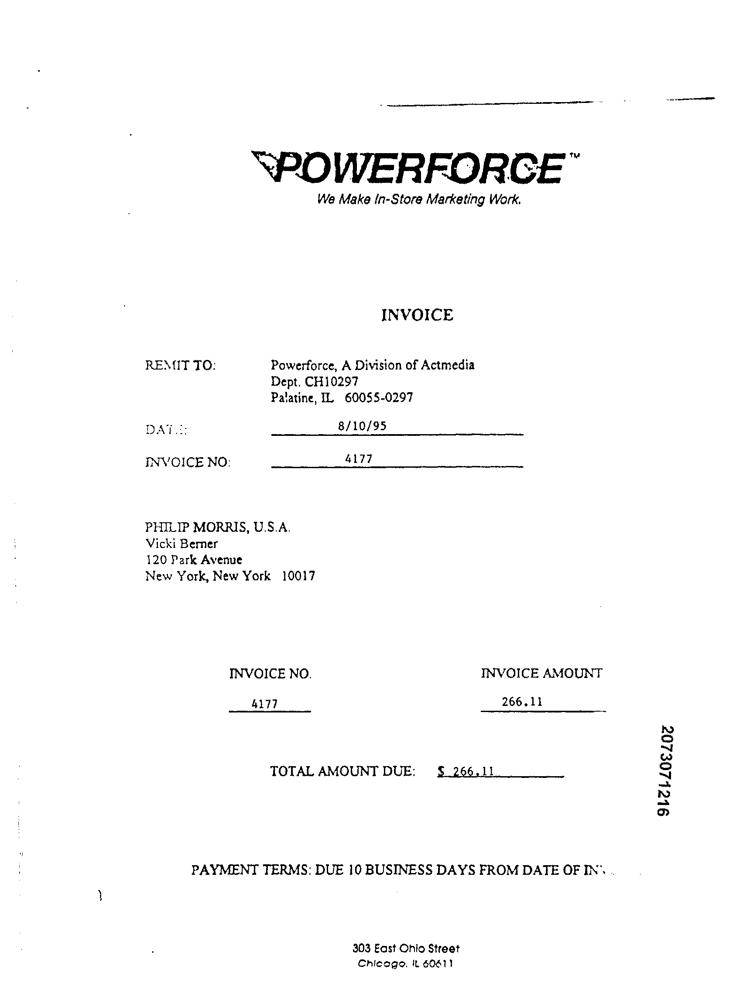 POWERFORCE™
We Make In-Store Marketing Work.
INVOICE
REMIT TO: Powerforce, A Division of Actmedia
Dept. CH10297
Palatine, IL 60055-0297
DATE: 8/10/95
INVOICE NO: 4177
PHILIP MORRIS, U.S.A.
Vicki Berner
120 Park Avenue
New York, New York 10017
INVOICE NO. INVOICE AMOUNT
4177 266.11
TOTAL AMOUNT DUE: $ 266.11
2073071216
PAYMENT TERMS: DUE 10 BUSINESS DAYS FROM DATE OF
303 East Ohio Street
Chicago, IL 60611